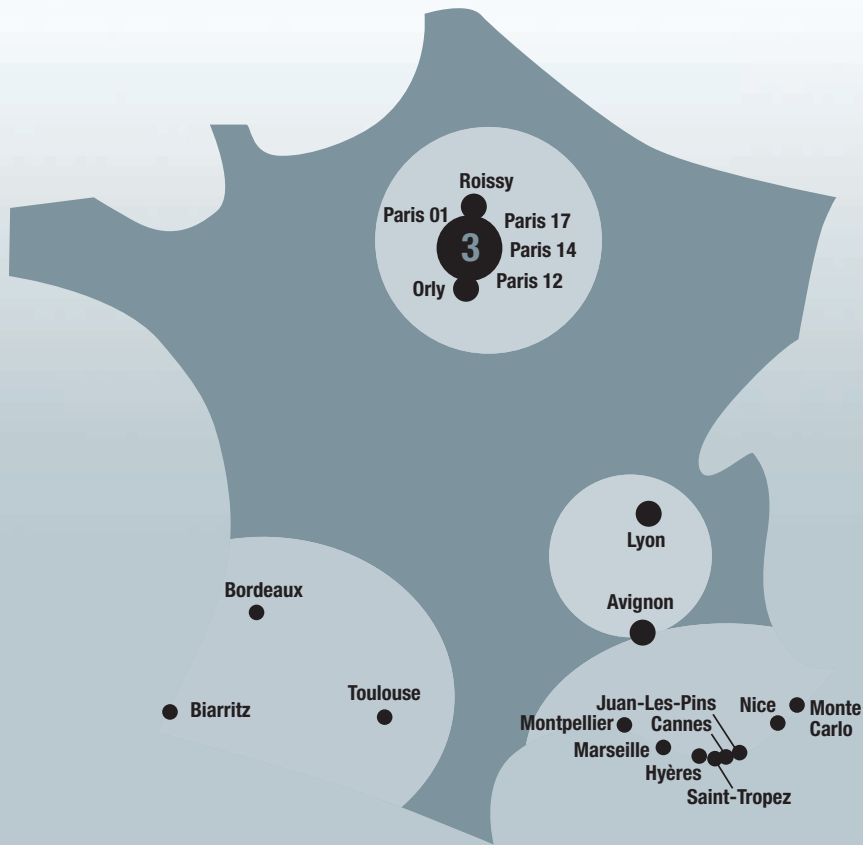 Roissy
Paris 01
Paris 17
3
Paris 14
Paris 12
Orly
Lyon
Avignon
Bordeaux
Biarritz
Toulouse
Juan-Les-Pins
Nice
Monte
Carlo
Montpellier
Cannes
Marseille
Hyères
Saint-Tropez